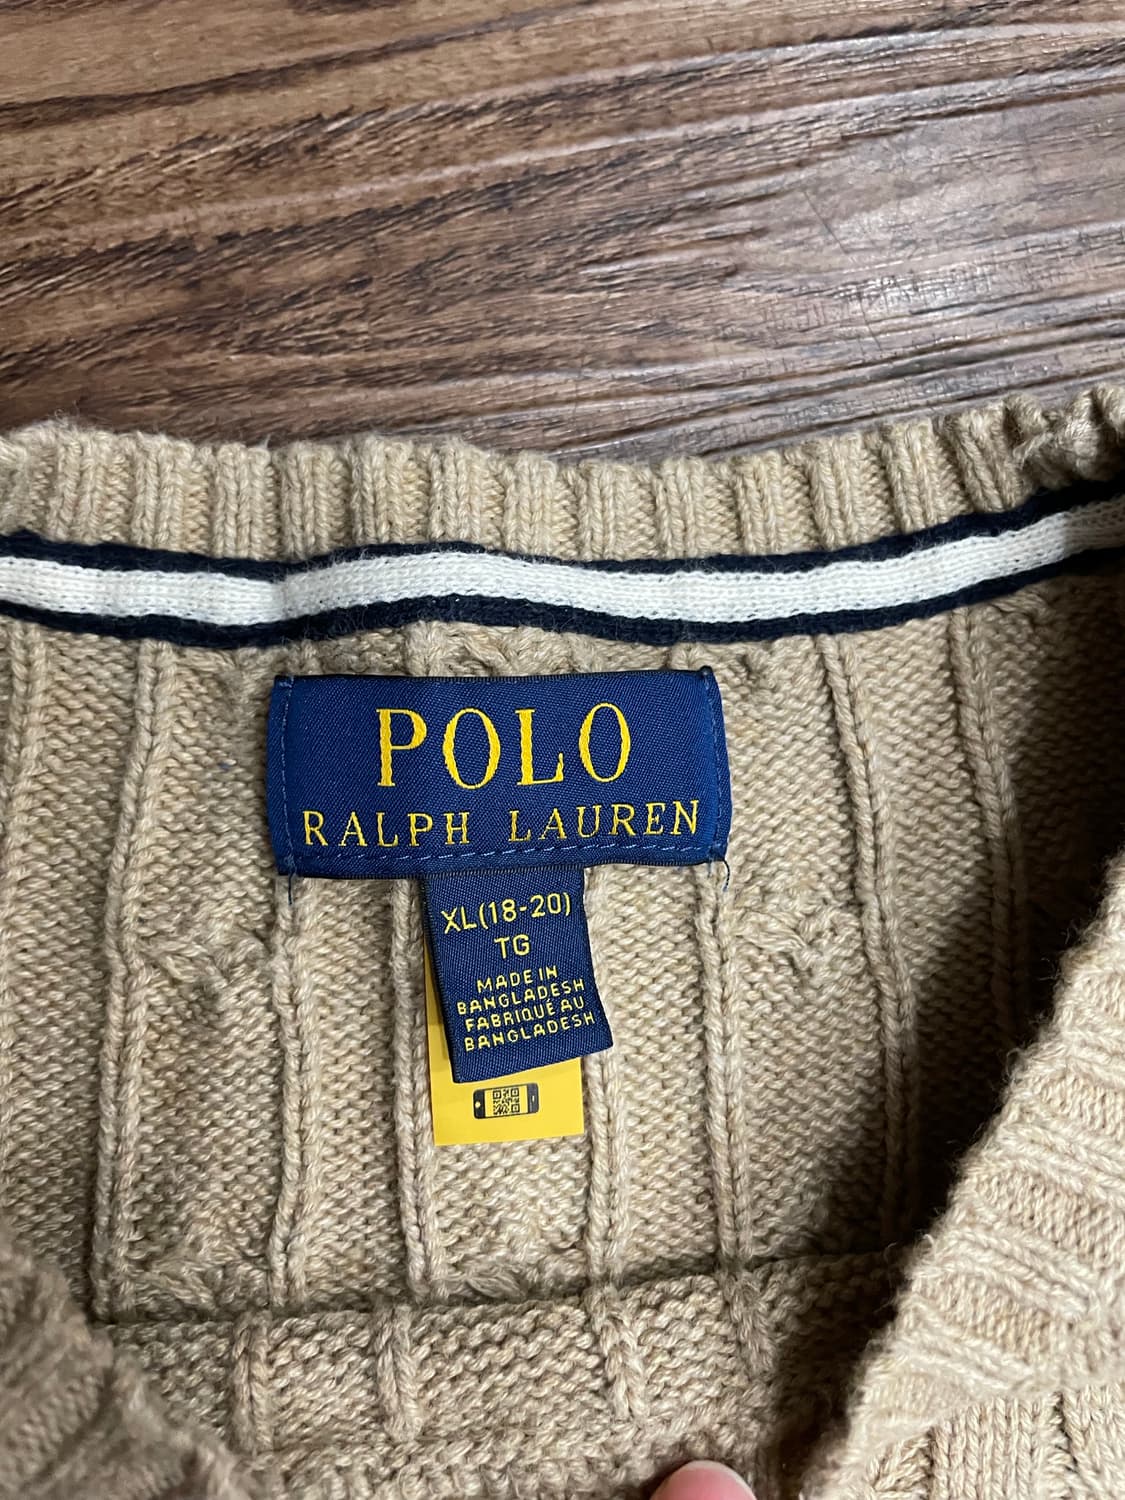 POLO
RALPH LAUREN
XL(18-20)
TG
MADE IN
BANGLADESH
FABRIQUÉ AU
BANGLADESH